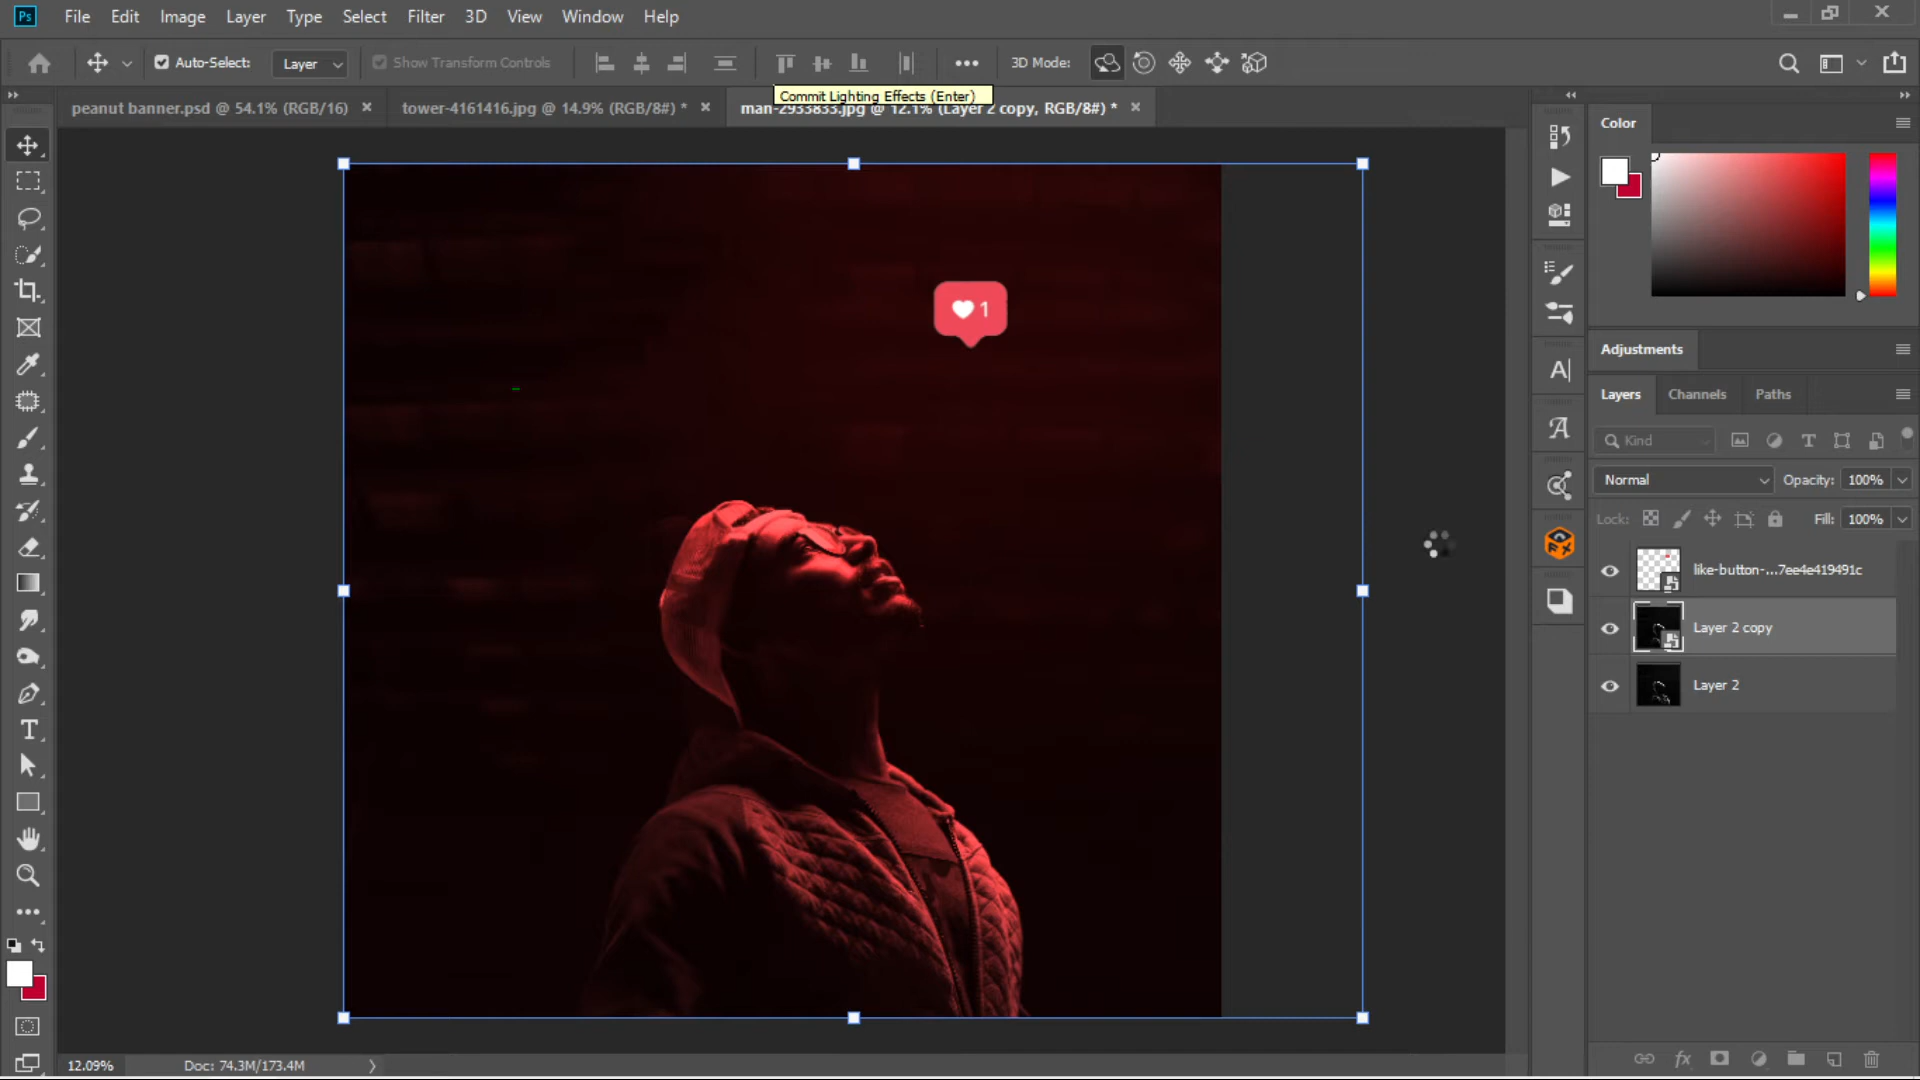 Ps File Edit Image Layer Type Select Filter 3D View Window Help
Auto-Select: Layer Show Transform Controls 3D Mode:
Commit Lighting Effects (Enter)
peanut banner.psd @ 54.1% (RGB/16) × tower-4161416.jpg @ 14.9% (RGB/8#) * × man-2933833.jpg @ 12.1% (Layer 2 copy, RGB/8#) * ×
Color
1
Adjustments
Layers Channels Paths
Kind
Normal Opacity: 100%
Lock: Fill: 100%
like-button-...7ee4e419491c
Layer 2 copy
Layer 2
12.09% Doc: 74.3M/173.4M